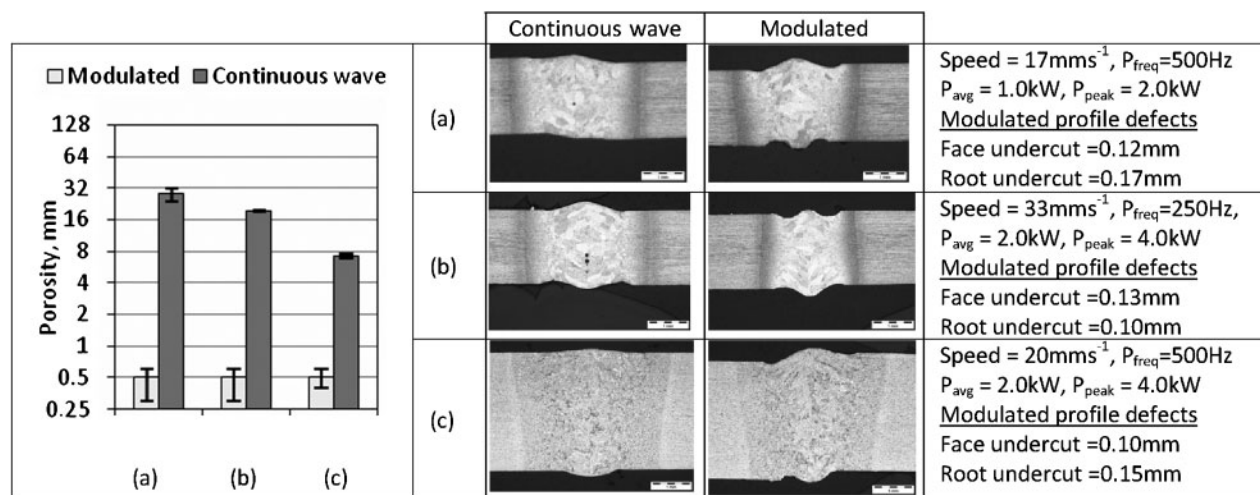 Modulated Continuous wave
Porosity, mm
128
64
32
16
8
4
2
1
0.5
0.25
(a) (b) (c)
Continuous wave Modulated
(a)
Speed = 17mms⁻¹, Pfreq=500Hz
Pavg = 1.0kW, Ppeak = 2.0kW
Modulated profile defects
Face undercut =0.12mm
Root undercut =0.17mm
(b)
Speed = 33mms⁻¹, Pfreq=250Hz,
Pavg = 2.0kW, Ppeak = 4.0kW
Modulated profile defects
Face undercut =0.13mm
Root undercut =0.10mm
(c)
Speed = 20mms⁻¹, Pfreq=500Hz
Pavg = 2.0kW, Ppeak = 4.0kW
Modulated profile defects
Face undercut =0.10mm
Root undercut =0.15mm